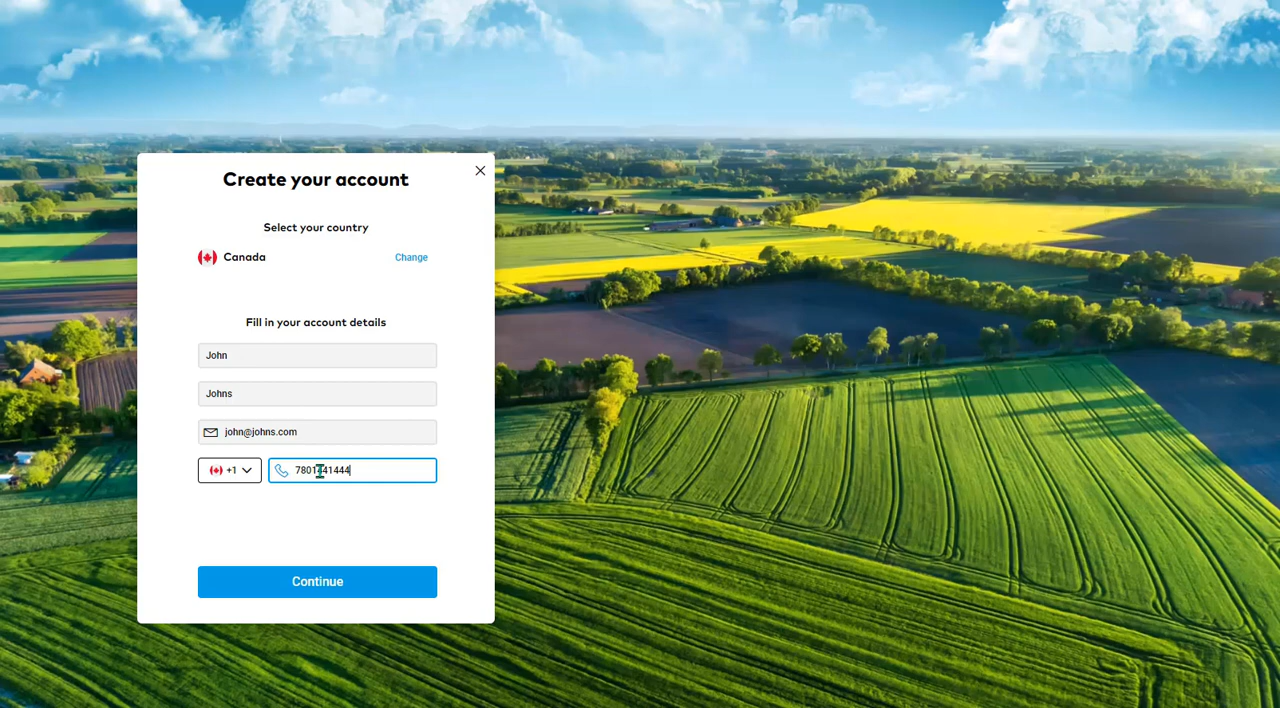 Create your account
Select your country
Canada
Change
Fill in your account details
John
Johns
john@johns.com
+1
Continue